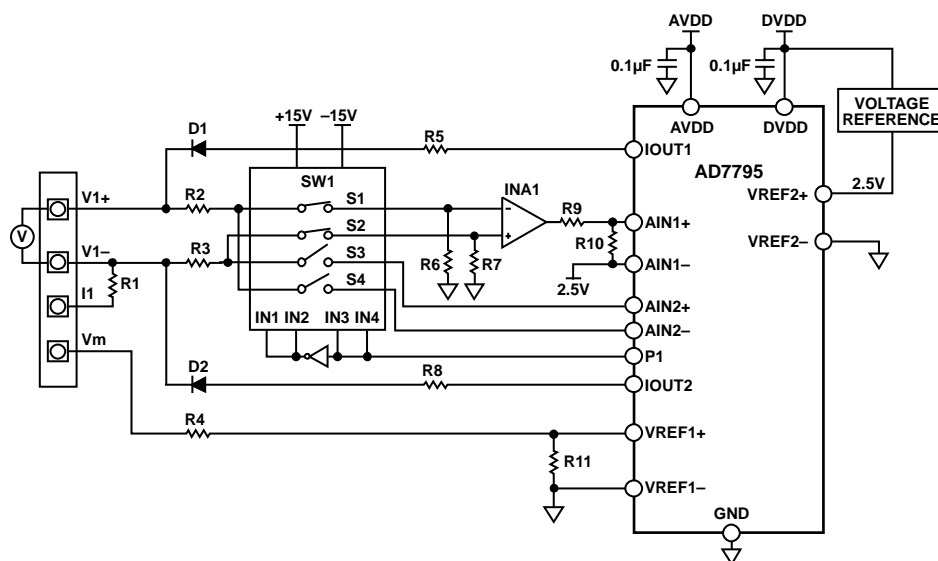 AVDD
DVDD
0.1µF
0.1µF
VOLTAGE
REFERENCE
+15V
–15V
D1
R5
AVDD
DVDD
IOUT1
AD7795
SW1
V1+
R2
S1
INA1
2.5V
VREF2+
–
R9
AIN1+
V
S2
+
R10
VREF2–
V1–
R3
S3
R6
R7
AIN1–
R1
2.5V
I1
S4
AIN2+
IN1
IN2
IN3
IN4
AIN2–
Vm
P1
D2
R8
IOUT2
R4
VREF1+
R11
VREF1–
GND